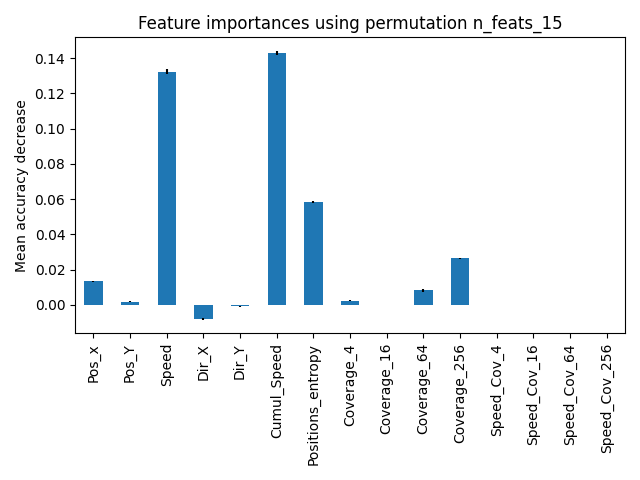 Feature importances using permutation n_feats_15
Mean accuracy decrease
0.14
0.12
0.10
0.08
0.06
0.04
0.02
0.00
Pos_x
Pos_Y
Speed
Dir_X
Dir_Y
Cumul_Speed
Positions_entropy
Coverage_4
Coverage_16
Coverage_64
Coverage_256
Speed_Cov_4
Speed_Cov_16
Speed_Cov_64
Speed_Cov_256